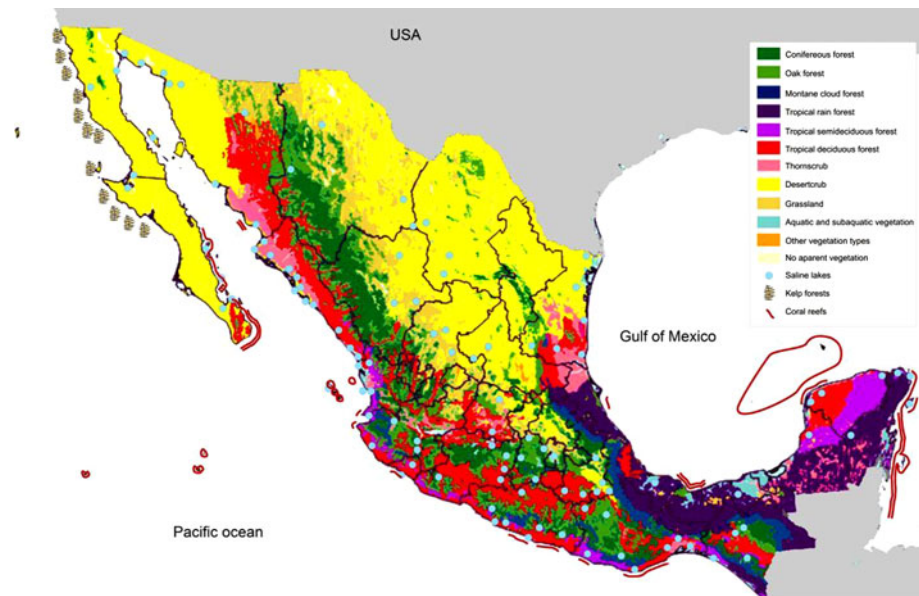 USA
Conifereous forest
Oak forest
Montane cloud forest
Tropical rain forest
Tropical semideciduous forest
Tropical deciduous forest
Thornscrub
Desertcrub
Grassland
Aquatic and subaquatic vegetation
Other vegetation types
No aparent vegetation
Saline lakes
Kelp forests
Coral reefs
Gulf of Mexico
Pacific ocean